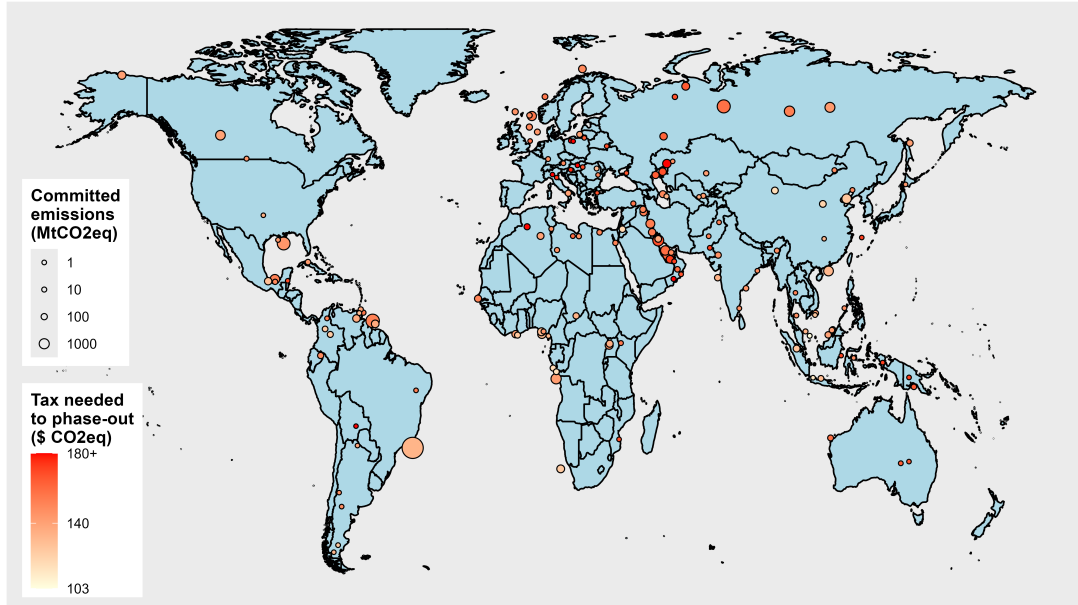 Committed
emissions
(MtCO2eq)
1
10
100
1000
Tax needed
to phase-out
($ CO2eq)
180+
140
103